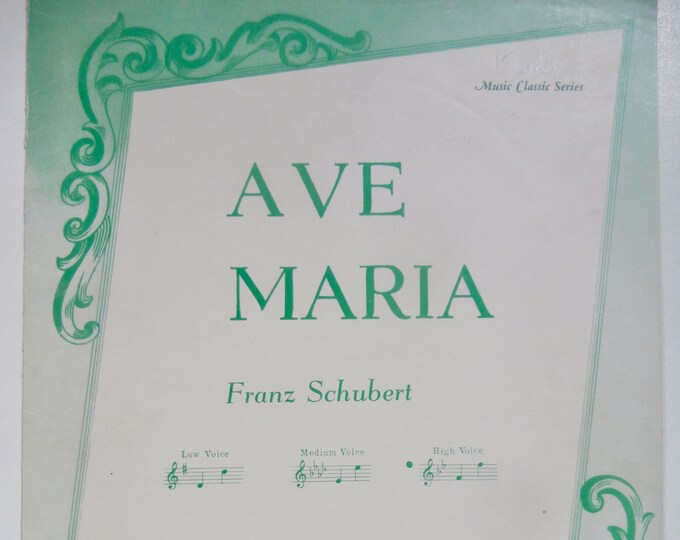 Music Classic Series
AVE
MARIA
Franz Schubert
Low Voice Medium Voice High Voice